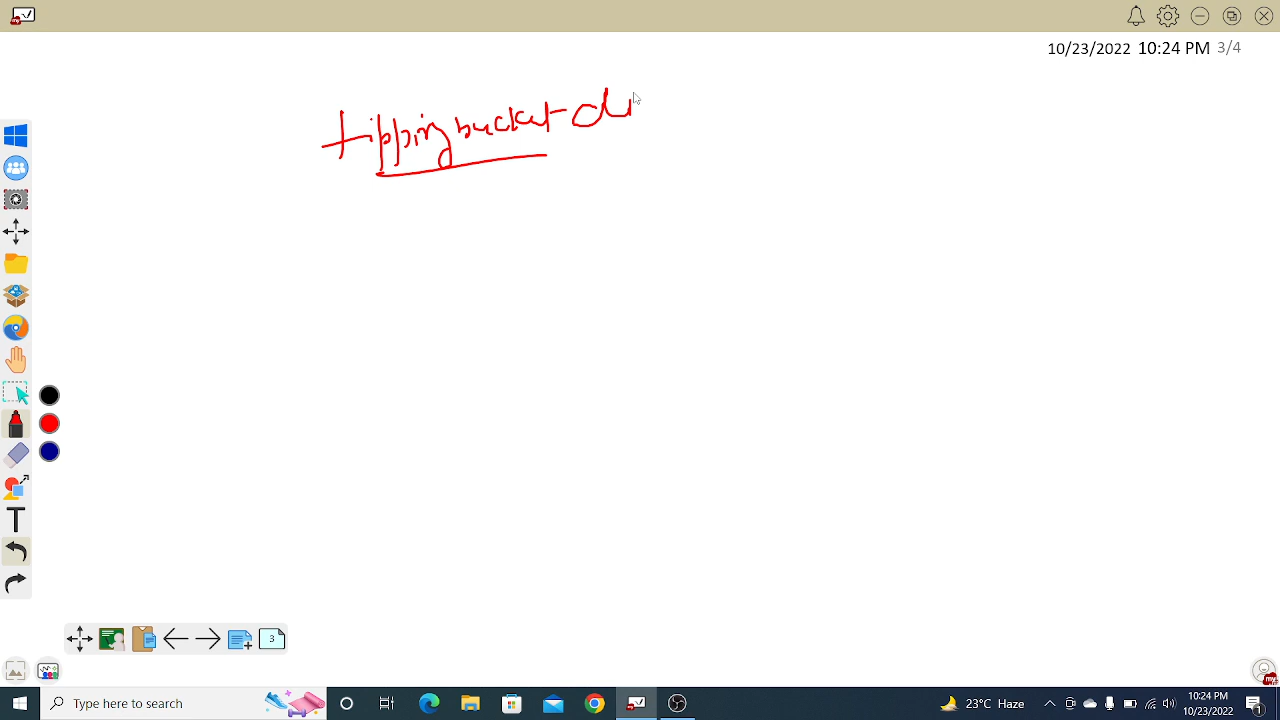 10/23/2022 10:24 PM 3/4
tipping bucket
3
Type here to search
23°C Haze
10:24 PM
10/23/2022